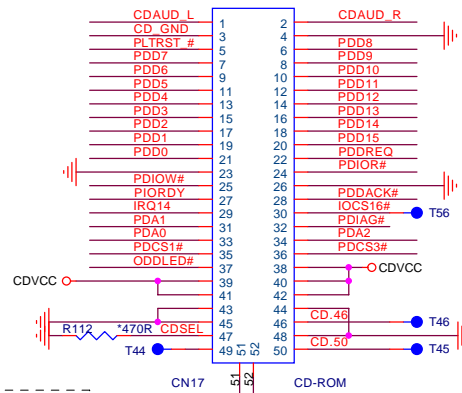 CDAUD_L 1 2 CDAUD_R
CD_GND 3 4
PLTRST_# 5 6 PDD8
PDD7 7 8 PDD9
PDD6 9 10 PDD10
PDD5 11 12 PDD11
PDD4 13 14 PDD12
PDD3 15 16 PDD13
PDD2 17 18 PDD14
PDD1 19 20 PDD15
PDD0 21 22 PDDREQ
23 24 PDIOR#
PDIOW# 25 26
PIORDY 27 28 PDDACK#
IRQ14 29 30 IOCS16# T56
PDA1 31 32 PDIAG#
PDA0 33 34 PDA2
PDCS1# 35 36 PDCS3#
ODDLED# 37 38 CDVCC
CDVCC 39 40
41 42
43 44
45 46 CD.46 T46
R112 *470R CDSEL 47 48
T44 49 50 CD.50 T45
51 52
51 52
CN17 CD-ROM